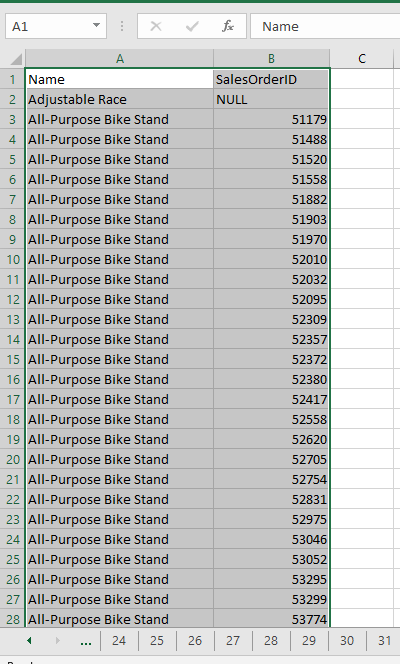 A1 fx Name
A B C
1 Name SalesOrderID
2 Adjustable Race NULL
3 All-Purpose Bike Stand 51179
4 All-Purpose Bike Stand 51488
5 All-Purpose Bike Stand 51520
6 All-Purpose Bike Stand 51558
7 All-Purpose Bike Stand 51882
8 All-Purpose Bike Stand 51903
9 All-Purpose Bike Stand 51970
10 All-Purpose Bike Stand 52010
11 All-Purpose Bike Stand 52032
12 All-Purpose Bike Stand 52095
13 All-Purpose Bike Stand 52309
14 All-Purpose Bike Stand 52357
15 All-Purpose Bike Stand 52372
16 All-Purpose Bike Stand 52380
17 All-Purpose Bike Stand 52417
18 All-Purpose Bike Stand 52558
19 All-Purpose Bike Stand 52620
20 All-Purpose Bike Stand 52705
21 All-Purpose Bike Stand 52754
22 All-Purpose Bike Stand 52831
23 All-Purpose Bike Stand 52975
24 All-Purpose Bike Stand 53046
25 All-Purpose Bike Stand 53052
26 All-Purpose Bike Stand 53295
27 All-Purpose Bike Stand 53299
28 All-Purpose Bike Stand 53774
... 24 25 26 27 28 29 30 31